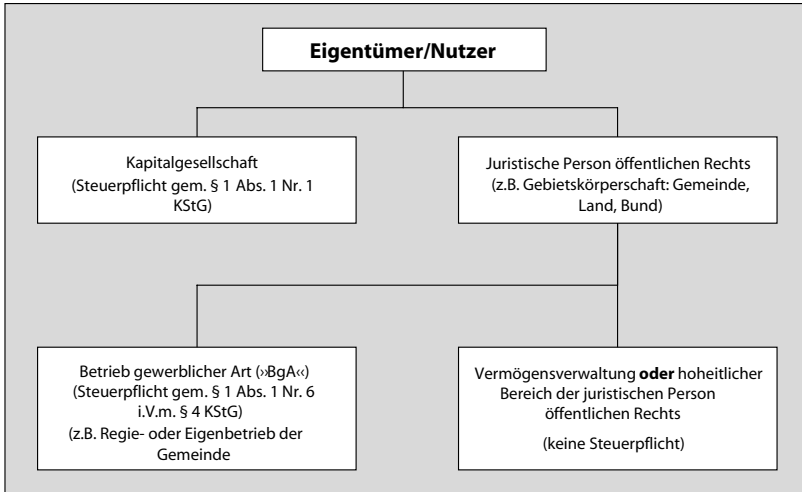 Eigentümer/Nutzer
Kapitalgesellschaft
(Steuerpflicht gem. § 1 Abs. 1 Nr. 1
KStG)
Juristische Person öffentlichen Rechts
(z.B. Gebietskörperschaft: Gemeinde,
Land, Bund)
Betrieb gewerblicher Art (»BgA«)
(Steuerpflicht gem. § 1 Abs. 1 Nr. 6
i.V.m. § 4 KStG)
(z.B. Regie- oder Eigenbetrieb der
Gemeinde
Vermögensverwaltung oder hoheitlicher
Bereich der juristischen Person
öffentlichen Rechts
(keine Steuerpflicht)